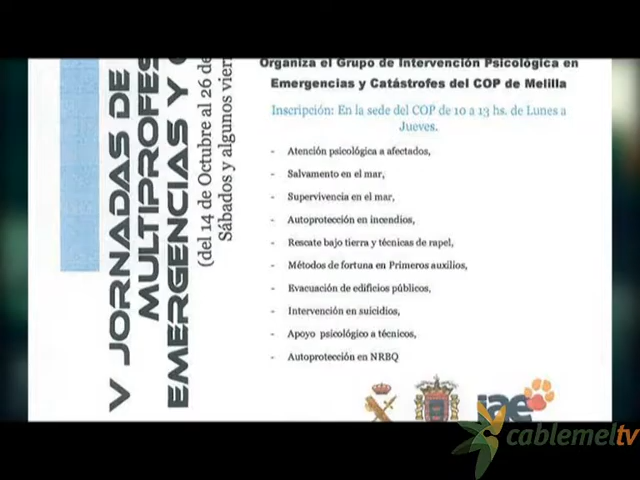 V JORNADAS DE
MULTIPROFES
EMERGENCIAS Y
(del 14 de Octubre al 26 de
Sábados y algunos vier
Organiza el Grupo de Intervención Psicológica en
Emergencias y Catástrofes del COP de Melilla
Inscripción: En la sede del COP de 10 a 13 hs. de Lunes a
Jueves.
- Atención psicológica a afectados,
- Salvamento en el mar,
- Supervivencia en el mar,
- Autoprotección en incendios,
- Rescate bajo tierra y técnicas de rapel,
- Métodos de fortuna en Primeros auxilios,
- Evacuación de edificios públicos,
- Intervención en suicidios,
- Apoyo psicológico a técnicos,
- Autoprotección en NRBQ
iae
cablemeltv